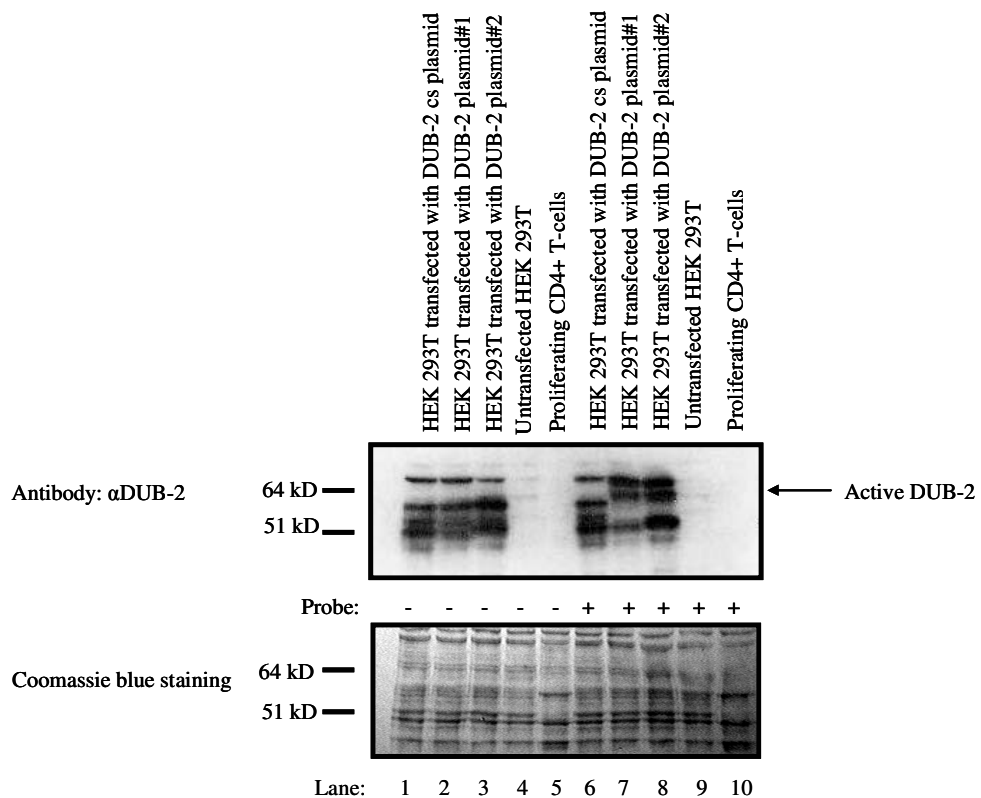 HEK 293T transfected with DUB-2 cs plasmid
HEK 293T transfected with DUB-2 plasmid#1
HEK 293T transfected with DUB-2 plasmid#2
Untransfected HEK 293T
Proliferating CD4+ T-cells
HEK 293T transfected with DUB-2 cs plasmid
HEK 293T transfected with DUB-2 plasmid#1
HEK 293T transfected with DUB-2 plasmid#2
Untransfected HEK 293T
Proliferating CD4+ T-cells
Antibody: αDUB-2
64 kD
51 kD
Active DUB-2
Probe: - - - - - + + + + +
Coomassie blue staining
64 kD
51 kD
Lane: 1 2 3 4 5 6 7 8 9 10